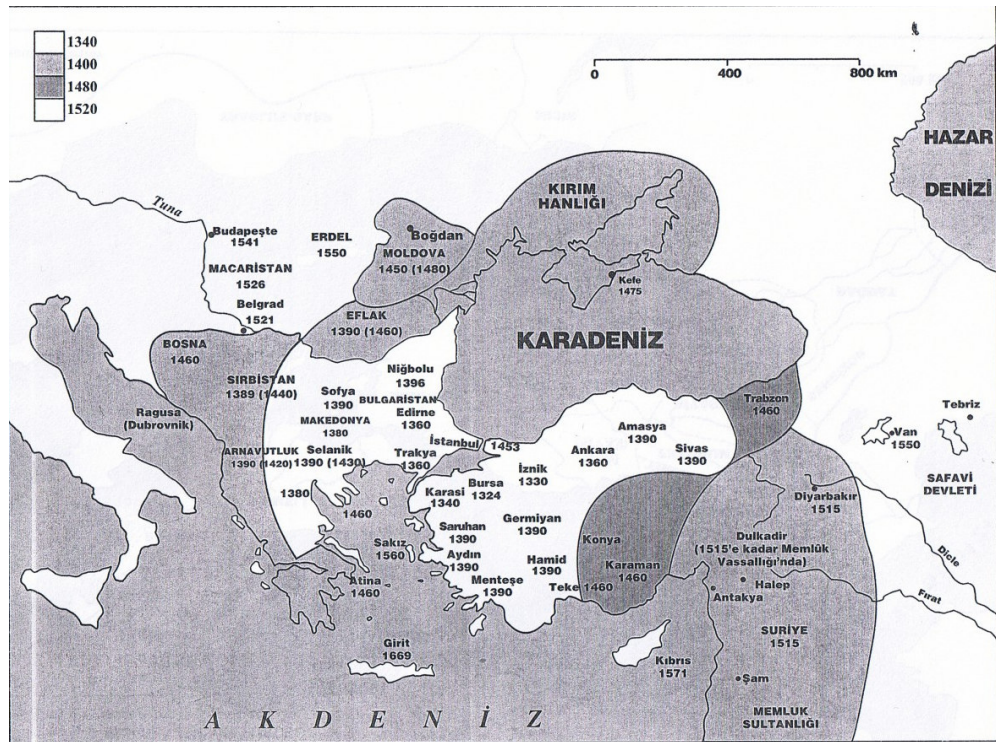 1340
1400
1480
1520
0
400
800 km
HAZAR
DENİZİ
KIRIM
HANLIĞI
Tuna
Budapeşte
1541
ERDEL
1550
Boğdan
MOLDOVA
1450 (1480)
MACARİSTAN
1526
Kefe
1475
Belgrad
1521
EFLAK
1390 (1460)
KARADENİZ
BOSNA
1460
SIRBİSTAN
1389 (1440)
Niğbolu
1396
Sofya
1390
BULGARİSTAN
Edirne
1360
MAKEDONYA
1380
Ragusa
(Dubrovnik)
Trabzon
1460
Tebriz
Van
1550
Amasya
1390
İstanbul
1453
Ankara
1360
Sivas
1390
ARNAVUTLUK
1390 (1420)
Selanik
1390 (1430)
Trakya
1360
İznik
1330
SAFAVİ
DEVLETİ
Bursa
1324
Karasi
1340
1380
1460
Diyarbakır
1515
Germiyan
1390
Saruhan
1390
Sakız
1560
Konya
Dulkadir
(1515'e kadar Memlûk
Vassallığı'nda)
Dicle
Aydın
1390
Hamid
1390
Karaman
1460
Atina
1460
Menteşe
1390
Teke 1460
Halep
Antakya
Fırat
Girit
1669
SURİYE
1515
Kıbrıs
1571
Şam
AKDENİZ
MEMLUK
SULTANLIĞI